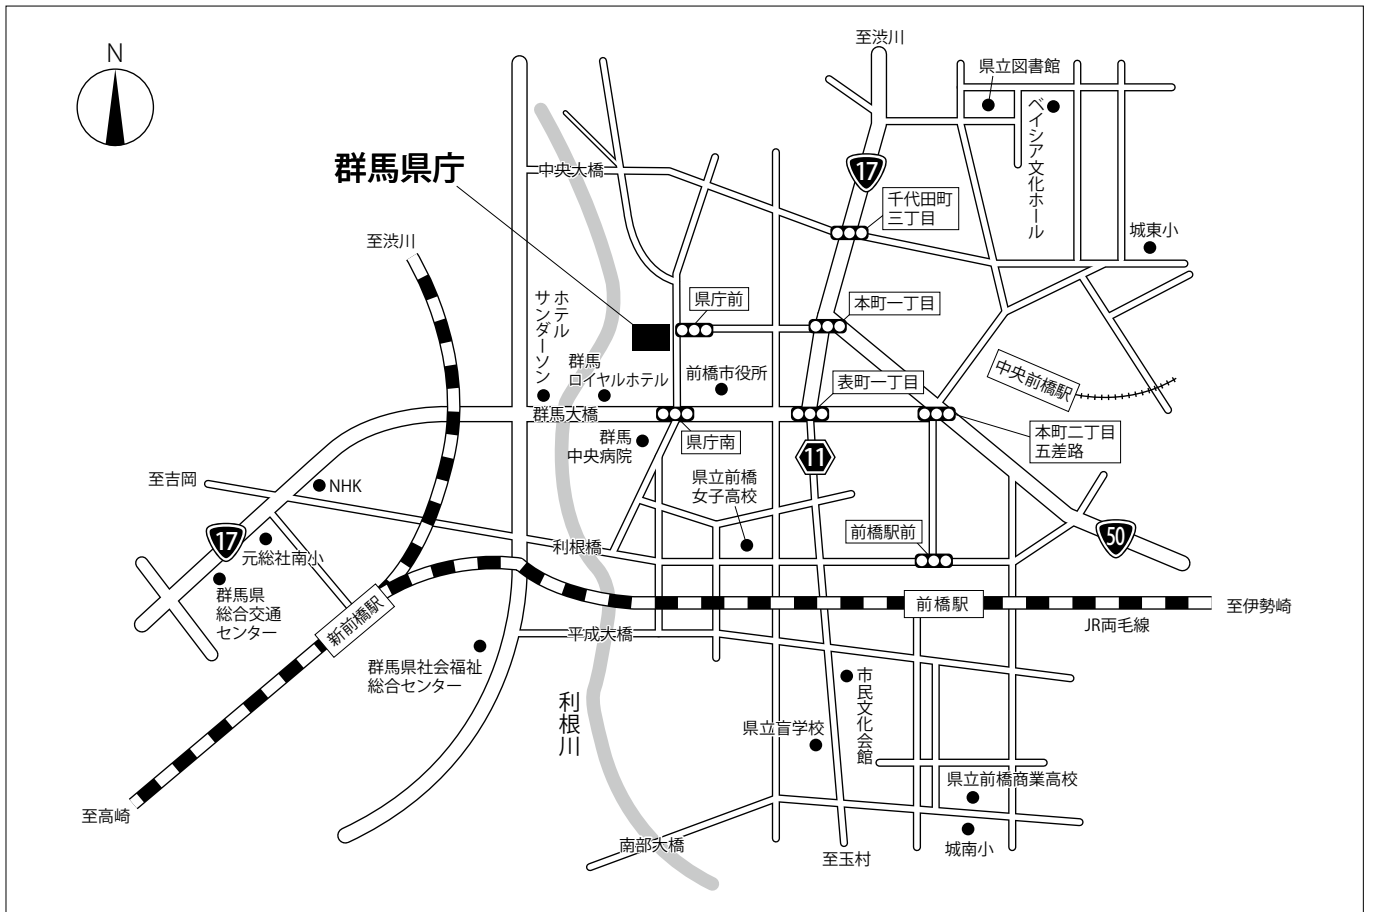 N
至渋川
県立図書館
ベイシア文化ホール
群馬県庁
中央大橋
17
千代田町
三丁目
城東小
至渋川
ホテル
サンダーソン
県庁前
本町一丁目
群馬
ロイヤルホテル
前橋市役所
表町一丁目
中央前橋駅
群馬大橋
県庁南
本町二丁目
五差路
群馬
中央病院
11
至吉岡
NHK
県立前橋
女子高校
17
元総社南小
利根橋
前橋駅前
50
群馬県
総合交通
センター
新前橋駅
前橋駅
至伊勢崎
JR両毛線
平成大橋
群馬県社会福祉
総合センター
利根川
市民文化会館
県立盲学校
県立前橋商業高校
至高崎
南部大橋
至玉村
城南小